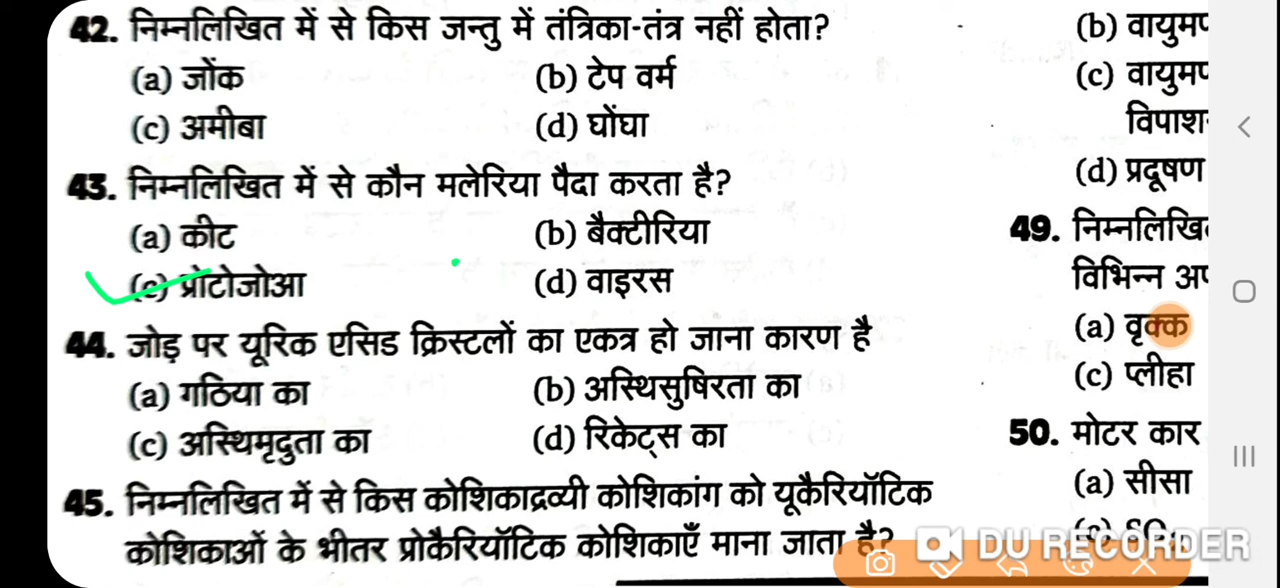 42. निम्नलिखित में से किस जन्तु में तंत्रिका-तंत्र नहीं होता?
(a) जोंक (b) टेप वर्म
(c) अमीबा (d) घोंघा
43. निम्नलिखित में से कौन मलेरिया पैदा करता है?
(a) कीट (b) बैक्टीरिया
(c) प्रोटोजोआ (d) वाइरस
44. जोड़ पर यूरिक एसिड क्रिस्टलों का एकत्र हो जाना कारण है
(a) गठिया का (b) अस्थिसुषिरता का
(c) अस्थिमृदुता का (d) रिकेट्स का
45. निम्नलिखित में से किस कोशिकाद्रव्यी कोशिकांग को यूकैरियॉटिक
कोशिकाओं के भीतर प्रोकैरियॉटिक कोशिकाएँ माना जाता है?
(b)
(c)
(d) प्रदूषण
49.
विभिन्न
(a) वृक्क
(c) प्लीहा
50. मोटर कार
(a) सीसा
DU RECORDER